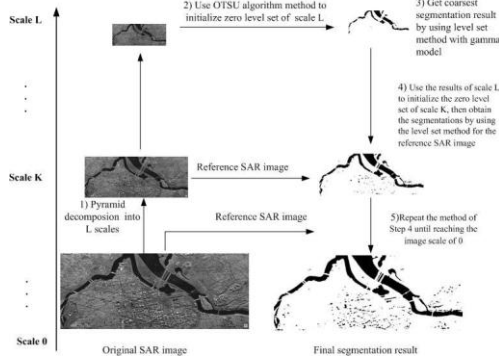 Scale L
2) Use OTSU algorithm method to
initialize zero level set of scale L
3) Get coarsest
segmentation result
by using level set
method with gamma
model
4) Use the results of scale L
to initialize the zero level
set of scale K, then obtain
the segmentations by using
the level set method for the
reference SAR image
Scale K
Reference SAR image
1) Pyramid
decomposion into
L scales
Reference SAR image
5)Repeat the method of
Step 4 until reaching the
image scale of 0
Scale 0
Original SAR image
Final segmentation result